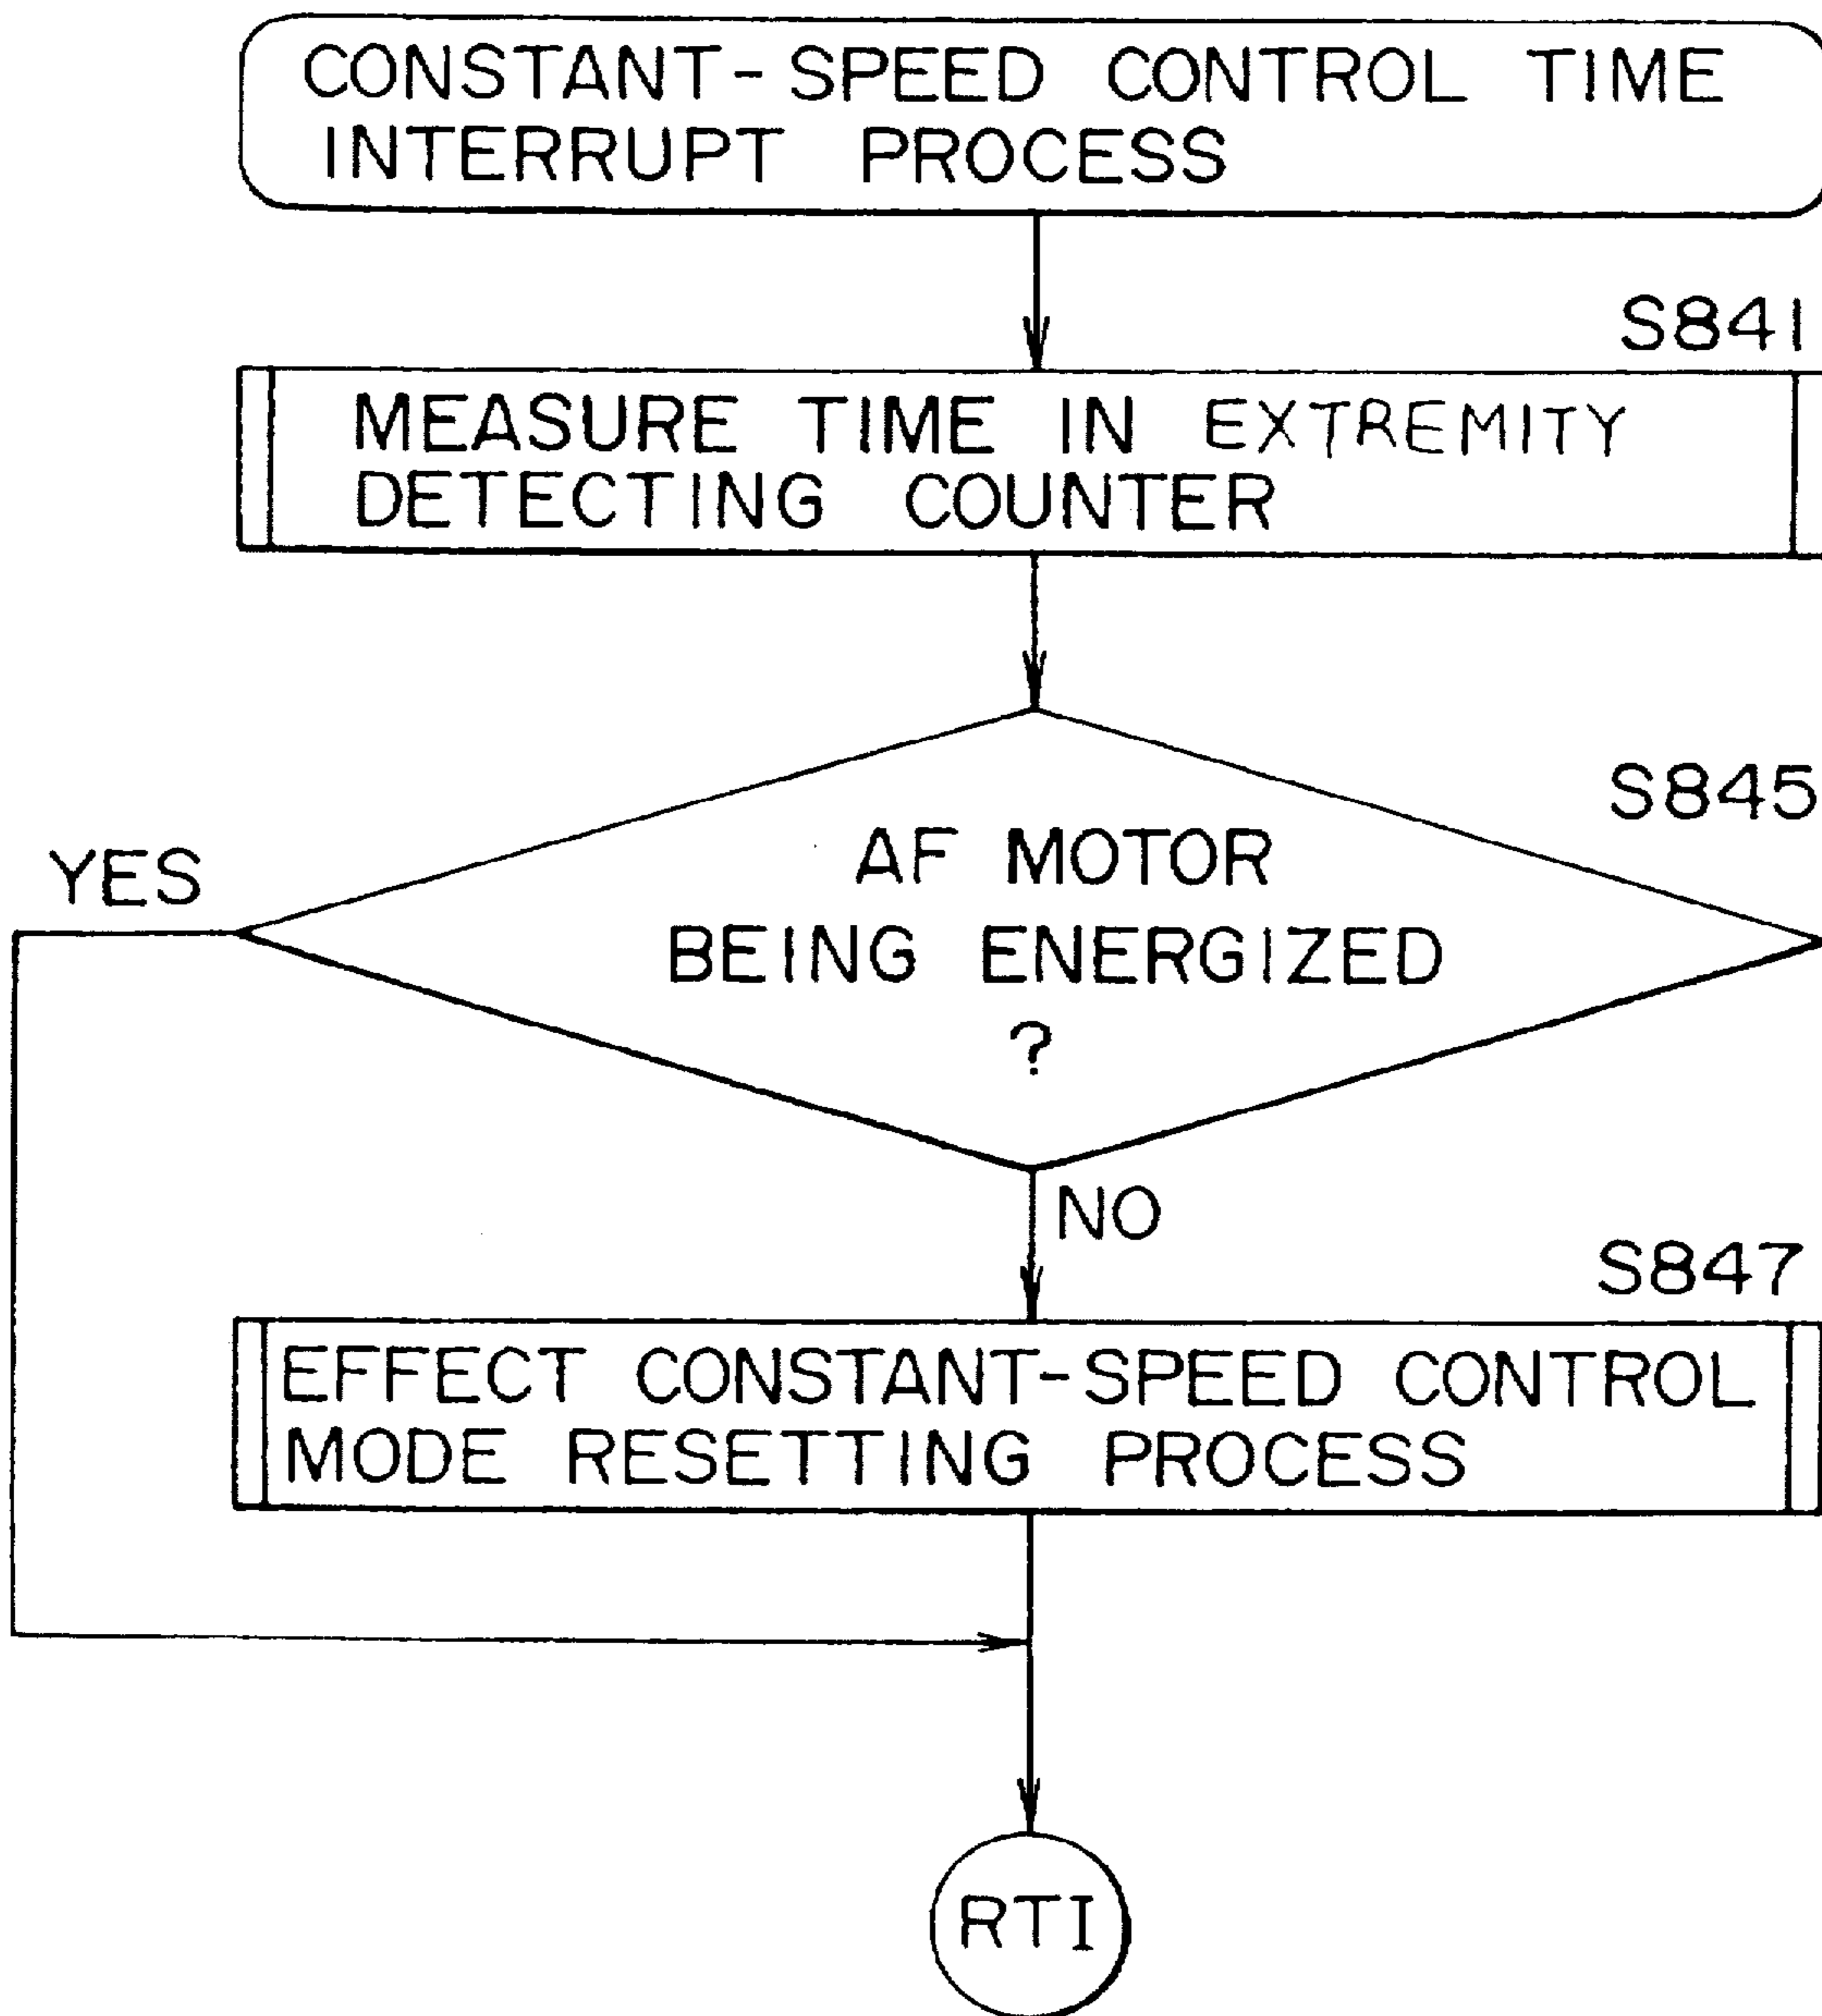 CONSTANT-SPEED CONTROL TIME
INTERRUPT PROCESS
S841
MEASURE TIME IN EXTREMITY
DETECTING COUNTER
S845
AF MOTOR
BEING ENERGIZED
?
YES
NO
S847
EFFECT CONSTANT-SPEED CONTROL
MODE RESETTING PROCESS
RTI